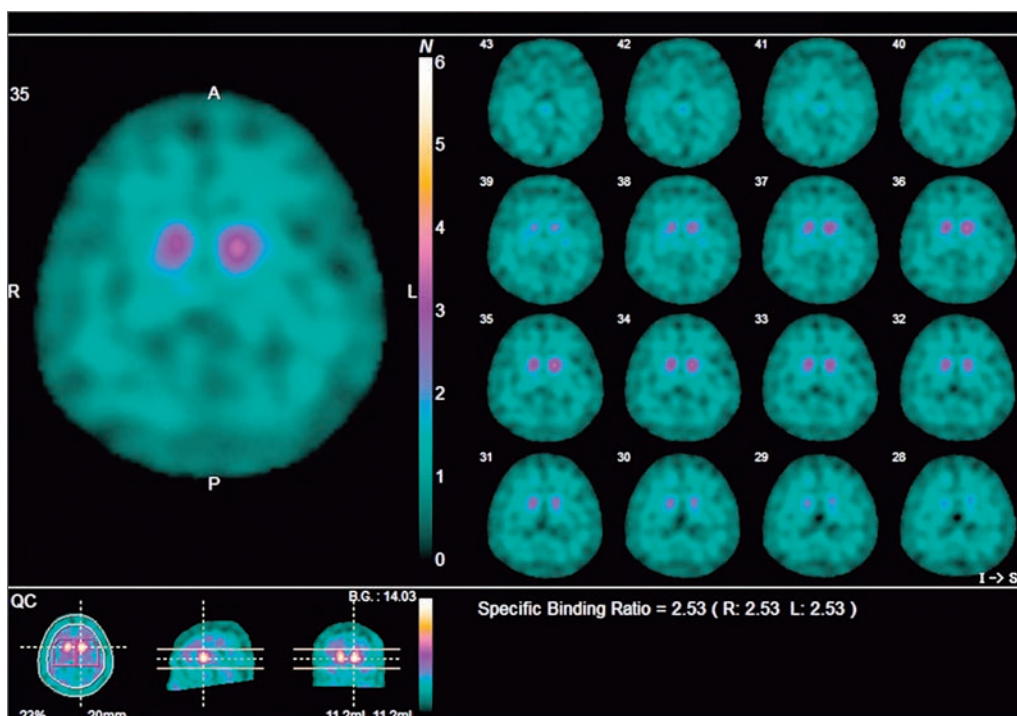 35
A
R
L
P
N
6
5
4
3
2
1
0
43 42 41 40
39 38 37 36
35 34 33 32
31 30 29 28
I -> S
QC
B.G. : 14.03
Specific Binding Ratio = 2.53 ( R: 2.53 L: 2.53 )
23% 20mm 11.2mL 11.2mL